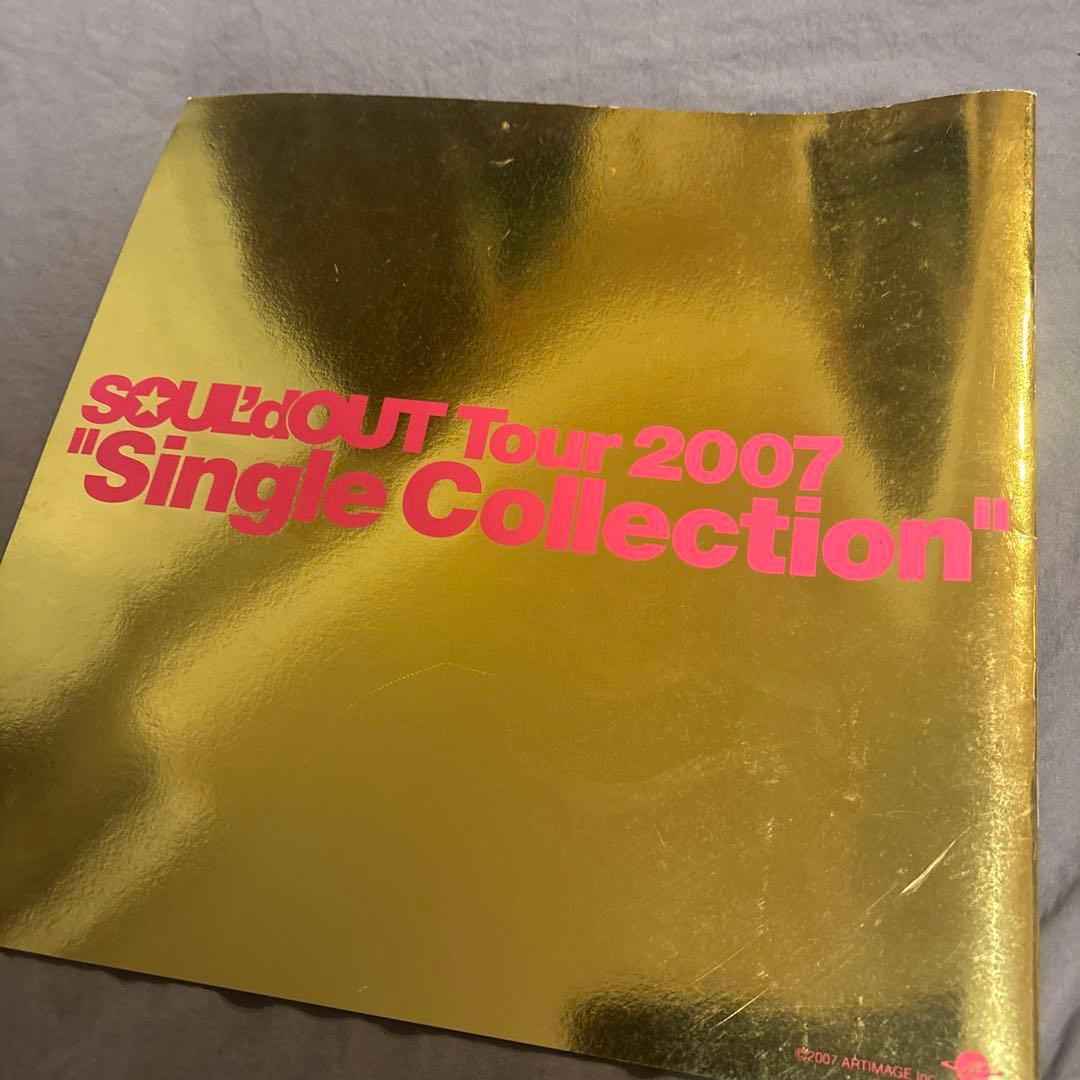 SOUL'dOUT Tour 2007
"Single Collection"
©2007 ARTIMAGE Inc.